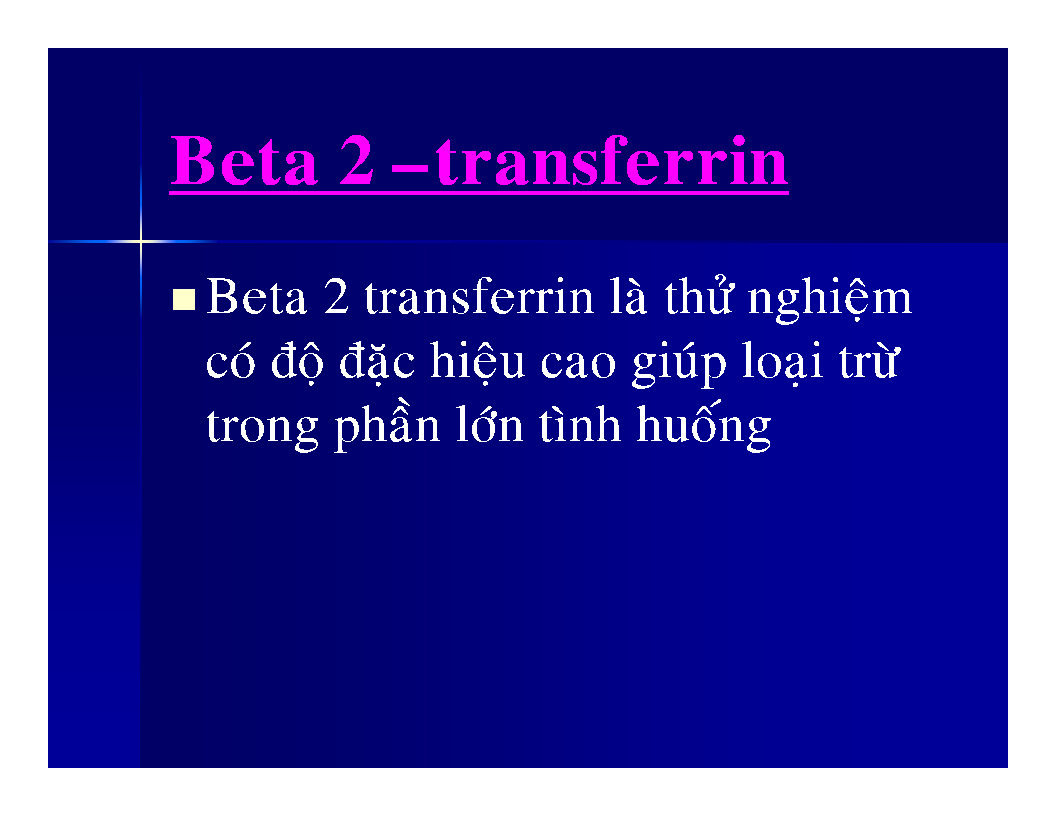 Beta 2 –transferrin
Beta 2 transferrin là thử nghiệm
có độ đặc hiệu cao giúp loại trừ
trong phần lớn tình huống